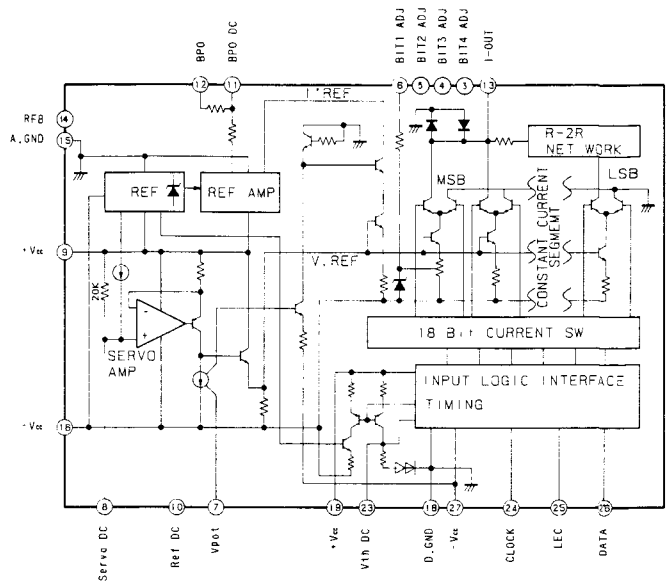 BPO
BPO DC
BIT1 ADJ
BIT2 ADJ
BIT3 ADJ
BIT4 ADJ
I-OUT
12
11
6
5
4
3
13
I'REF
RFB
14
A.GND
15
R-2R
NET WORK
REF
REF AMP
MSB
LSB
CONSTANT CURRENT
SEGMEMT
+Vcc
9
V.REF
20K
-
+
SERVO
AMP
18 Bit CURRENT SW
INPUT LOGIC INTERFACE
TIMING
-Vcc
16
8
10
7
19
23
18
27
24
25
26
Servo DC
Ref DC
Vpot
+Vcc
Vth DC
D.GND
-Vcc
CLOCK
LEC
DATA